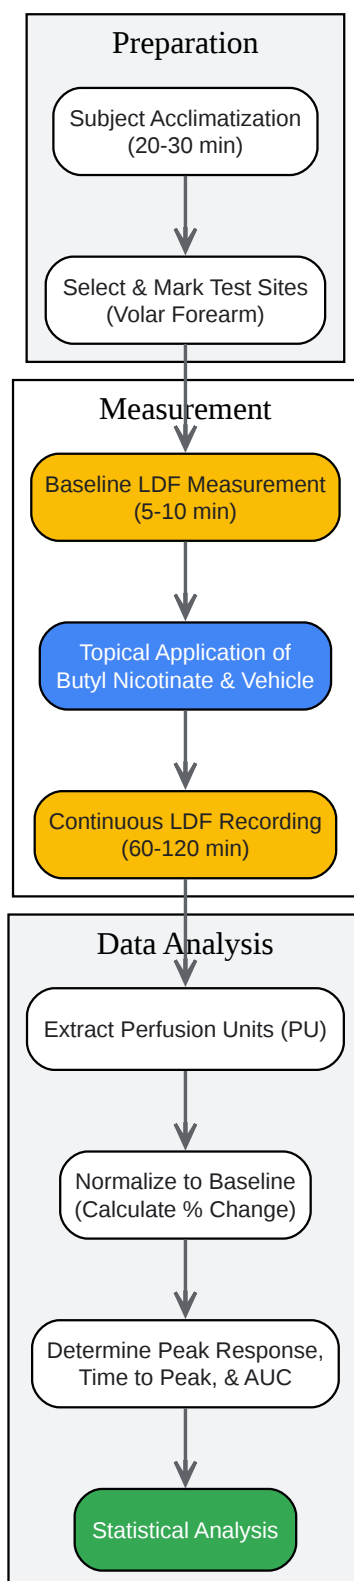 Preparation
Subject Acclimatization
(20-30 min)
Select & Mark Test Sites
(Volar Forearm)
Measurement
Baseline LDF Measurement
(5-10 min)
Topical Application of
Butyl Nicotinate & Vehicle
Continuous LDF Recording
(60-120 min)
Data Analysis
Extract Perfusion Units (PU)
Normalize to Baseline
(Calculate % Change)
Determine Peak Response,
Time to Peak, & AUC
Statistical Analysis